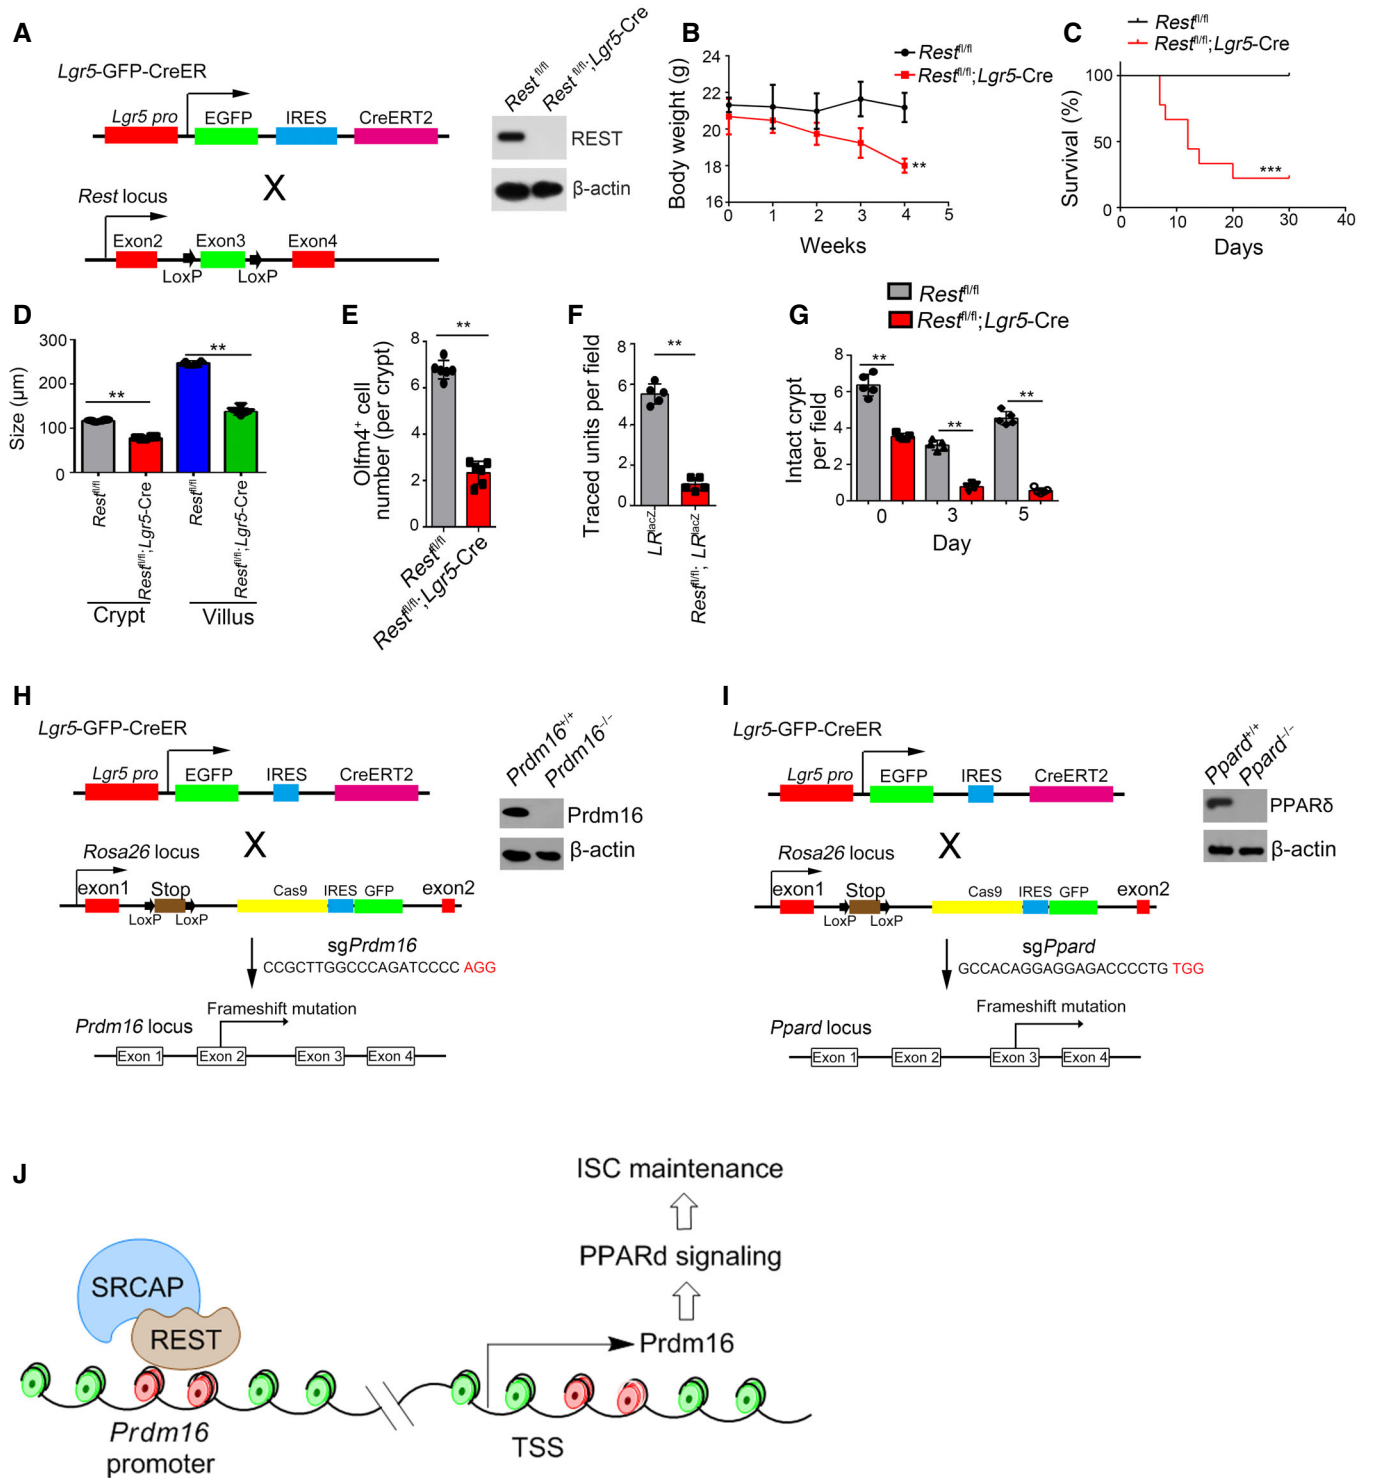 A
Lgr5-GFP-CreER
Lgr5 pro
EGFP
IRES
CreERT2
X
Rest locus
Exon2
Exon3
Exon4
LoxP
LoxP
Rest fl/fl
Rest fl/fl;Lgr5-Cre
REST
β-actin
B
Body weight (g)
24
22
20
18
16
0 1 2 3 4 5
Weeks
Rest fl/fl
Rest fl/fl;Lgr5-Cre
**
C
Rest fl/fl
Rest fl/fl;Lgr5-Cre
Survival (%)
100
50
0
0 10 20 30 40
Days
***
D
Size (μm)
300
200
100
0
**
**
Rest fl/fl
Rest fl/fl;Lgr5-Cre
Rest fl/fl
Rest fl/fl;Lgr5-Cre
Crypt
Villus
E
Olfm4+ cell
number (per crypt)
8
6
4
2
0
**
Rest fl/fl
Rest fl/fl;Lgr5-Cre
F
Traced units per field
8
6
4
2
0
**
LR lacZ
Rest fl/fl; LR lacZ
G
Rest fl/fl
Rest fl/fl;Lgr5-Cre
Intact crypt
per field
8
6
4
2
0
**
**
**
0 3 5
Day
H
Lgr5-GFP-CreER
Lgr5 pro
EGFP
IRES
CreERT2
X
Rosa26 locus
exon1
Stop
Cas9
IRES
GFP
exon2
LoxP
LoxP
sgPrdm16
CCGCTTGGCCCAGATCCCC AGG
Frameshift mutation
Prdm16 locus
Exon 1
Exon 2
Exon 3
Exon 4
Prdm16+/+
Prdm16−/−
Prdm16
β-actin
I
Lgr5-GFP-CreER
Lgr5 pro
EGFP
IRES
CreERT2
X
Rosa26 locus
exon1
Stop
Cas9
IRES
GFP
exon2
LoxP
LoxP
sgPpard
GCCACAGGAGGAGACCCCTG TGG
Frameshift mutation
Ppard locus
Exon 1
Exon 2
Exon 3
Exon 4
Ppard+/+
Ppard−/−
PPARδ
β-actin
J
ISC maintenance
PPARd signaling
Prdm16
SRCAP
REST
Prdm16
promoter
TSS